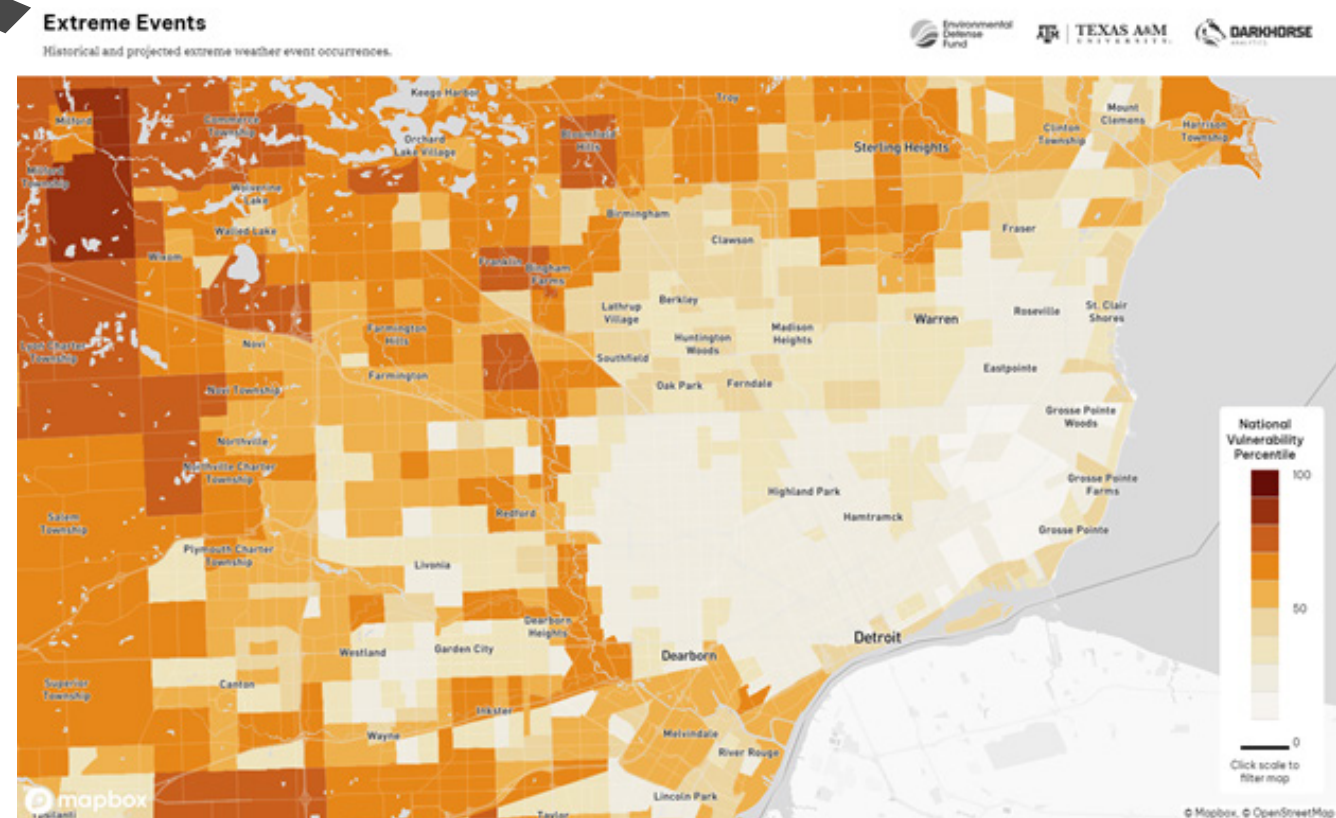 Extreme Events
Historical and projected extreme weather event occurrences.
Environmental
Defense
Fund
ATM
TEXAS A&M
UNIVERSITY
DARKHORSE
ANALYTICS
Keego Harbor
Troy
Milford
Commerce
Township
Orchard
Lake Village
Bloomfield
Hills
Sterling Heights
Clinton
Township
Mount
Clemens
Harrison
Township
Milford
Township
Wolverine
Lake
Walled Lake
Birmingham
Clawson
Fraser
Wixom
Franklin
Bingham
Farms
Lathrup
Village
Berkley
Warren
Roseville
St. Clair
Shores
Farmington
Hills
Huntington
Woods
Madison
Heights
Lyon Charter
Township
Novi
Southfield
Eastpointe
Farmington
Oak Park
Ferndale
Novi Township
Grosse Pointe
Woods
Northville
Northville Charter
Township
Highland Park
Grosse Pointe
Farms
Salem
Township
Redford
Hamtramck
Grosse Pointe
Plymouth Charter
Township
Livonia
Dearborn
Heights
Detroit
Westland
Garden City
Dearborn
Superior
Township
Canton
Inkster
Wayne
Melvindale
River Rouge
Lincoln Park
Taylor
National
Vulnerability
Percentile
100
50
0
Click scale to
filter map
mapbox
© Mapbox, © OpenStreetMap